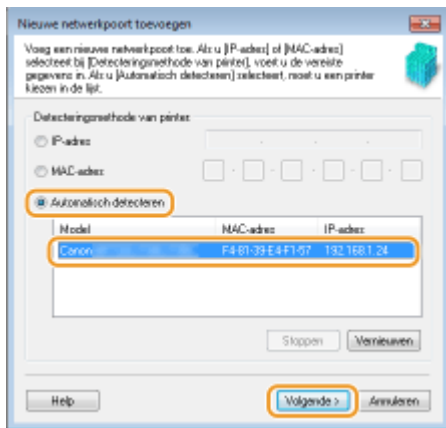 Nieuwe netwerkpoort toevoegen
Voeg een nieuwe netwerkpoort toe. Als u [IP-adres] of [MAC-adres]
selecteert bij [Detecteringsmethode van printer], voert u de vereiste
gegevens in. Als u [Automatisch detecteren] selecteert, moet u een printer
kiezen in de lijst.
Detecteringsmethode van printer
IP-adres
MAC-adres
Automatisch detecteren
Model MAC-adres IP-adres
Canon F4-81-39-E4-F1-57 192.168.1.24
Stoppen Vernieuwen
Help Volgende > Annuleren